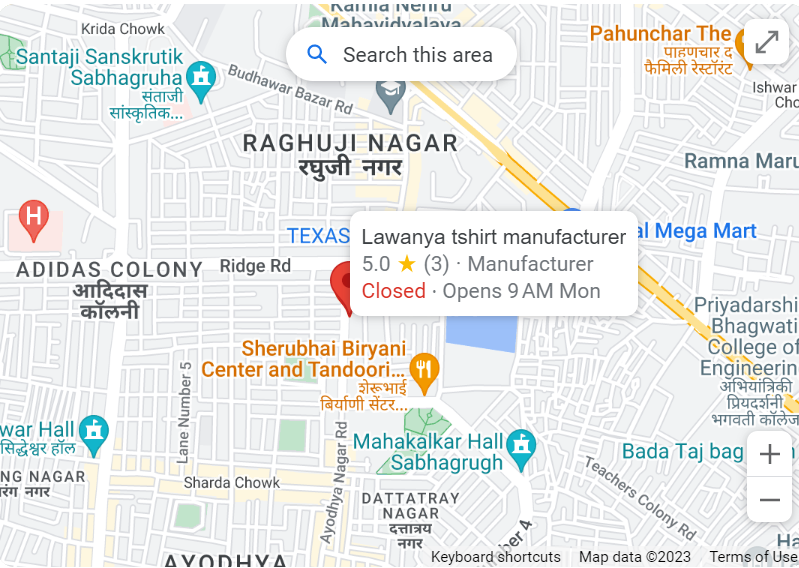 Kamla Nehru
Mahavidyalaya
Krida Chowk
Pahunchar The
पाहणचार द
फॅमिली रेस्टॉरंट
Search this area
Santaji Sanskrutik
Sabhagruha
संताजी
सांस्कृतिक...
Budhawar Bazar Rd
Ishwar
RAGHUJI NAGAR
रघुजी नगर
Ramna Maru
H
TEXAS
al Mega Mart
Lawanya tshirt manufacturer
5.0 ★ (3) · Manufacturer
Closed · Opens 9 AM Mon
ADIDAS COLONY
आदिदास
कॉलनी
Ridge Rd
Priyadarshi
Bhagwati
College of
Engineerin
अभियांत्रिकी
प्रियदर्शनी
भगवती कॉलेज
Sherubhai Biryani
Center and Tandoori...
शेरूभाई
बिर्याणी सेंटर...
Lane Number 5
war Hall
सिद्धेश्वर हॉल
Ayodhya Nagar Rd
Mahakalkar Hall
Sabhagrugh
Bada Taj bag
NG NAGAR
रंग नगर
Sharda Chowk
Teachers Colony Rd
DATTATRAY
NAGAR
दत्तात्रय
नगर
AYODHYA
Keyboard shortcuts
Map data ©2023
Terms of Use